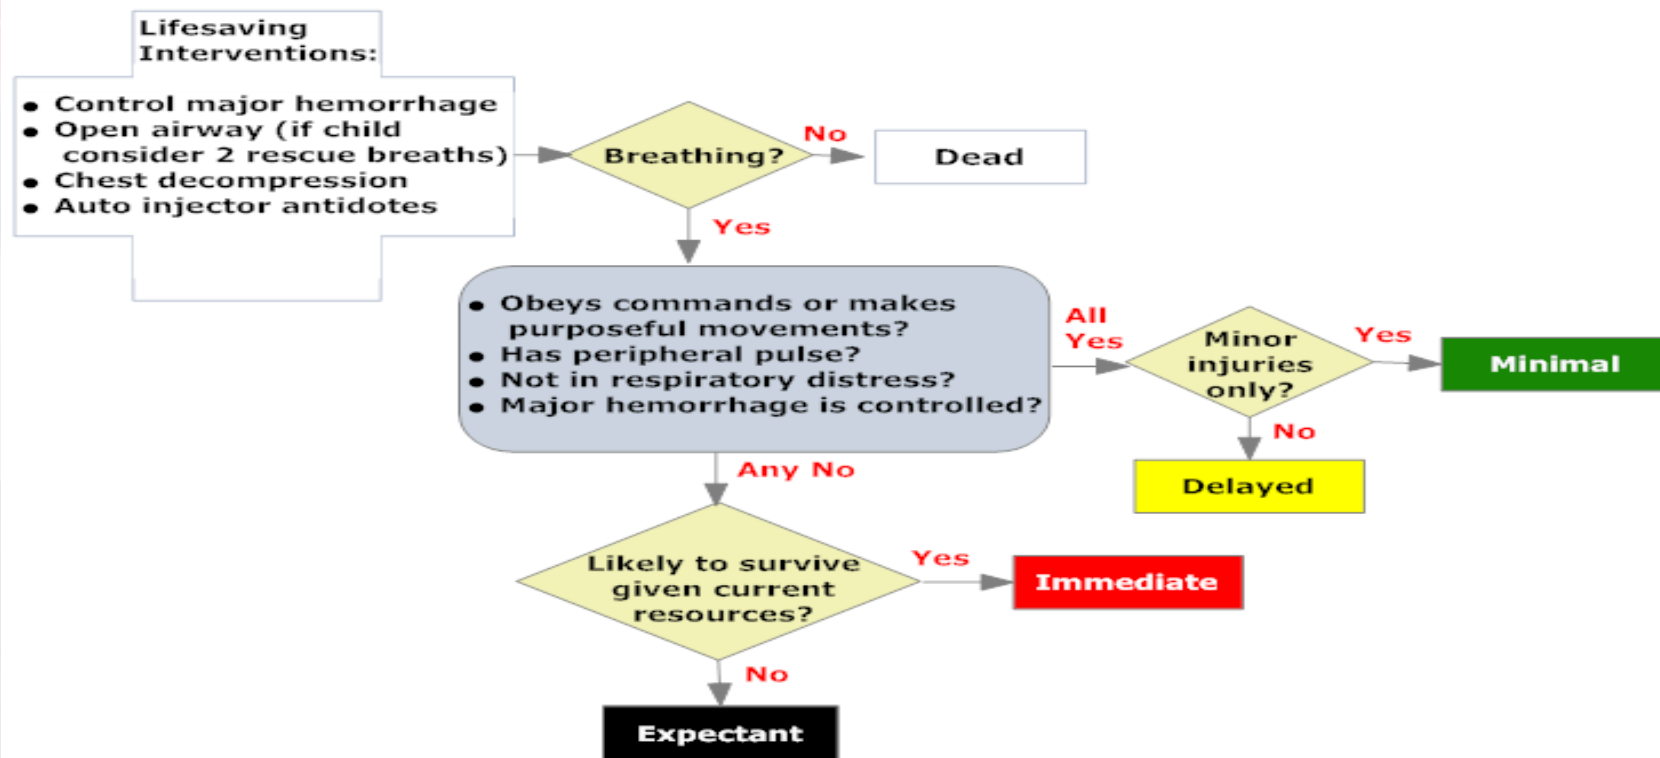 Lifesaving
Interventions:
● Control major hemorrhage
● Open airway (if child
consider 2 rescue breaths)
● Chest decompression
● Auto injector antidotes
Breathing?
No
Dead
Yes
● Obeys commands or makes
purposeful movements?
● Has peripheral pulse?
● Not in respiratory distress?
● Major hemorrhage is controlled?
All
Yes
Minor
injuries
only?
Yes
Minimal
No
Delayed
Any No
Likely to survive
given current
resources?
Yes
Immediate
No
Expectant